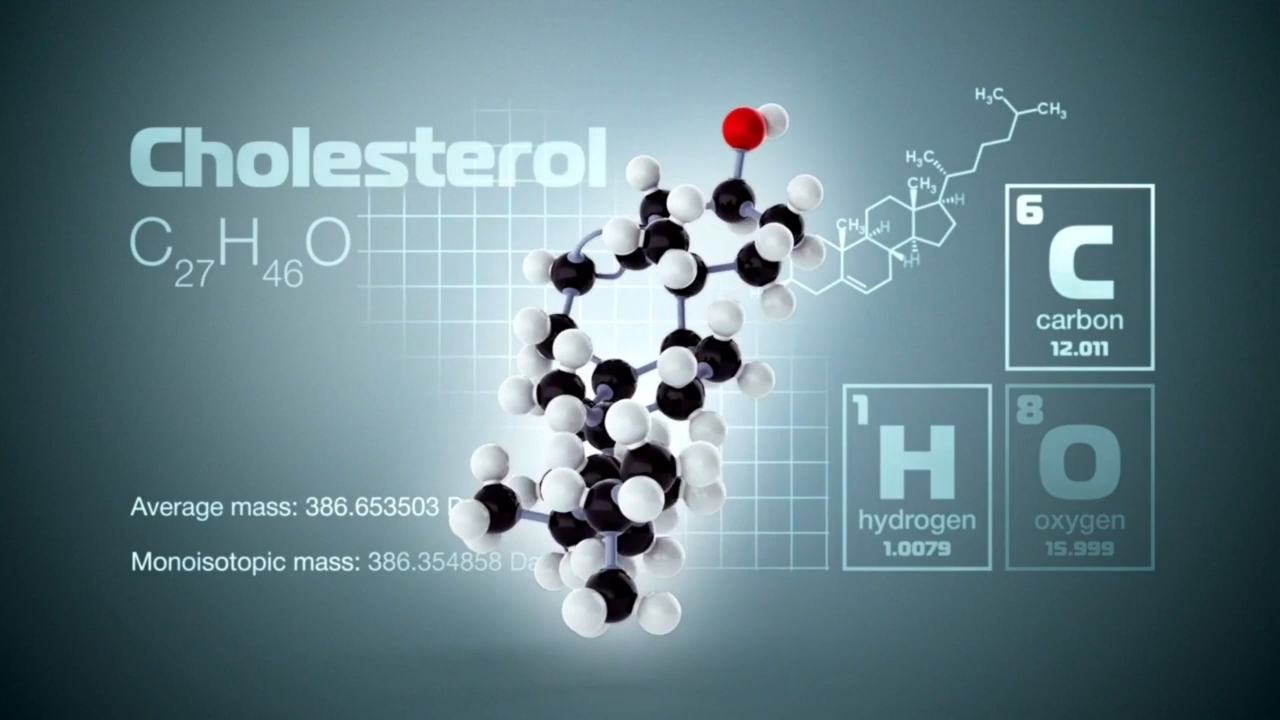 Cholesterol
C27H46O
Average mass: 386.653503 D
Monoisotopic mass: 386.354858 Da
H3C
CH3
H3C
CH3
H
CH3
H
H
H
6
C
carbon
12.011
1
H
hydrogen
1.0079
8
O
oxygen
15.999